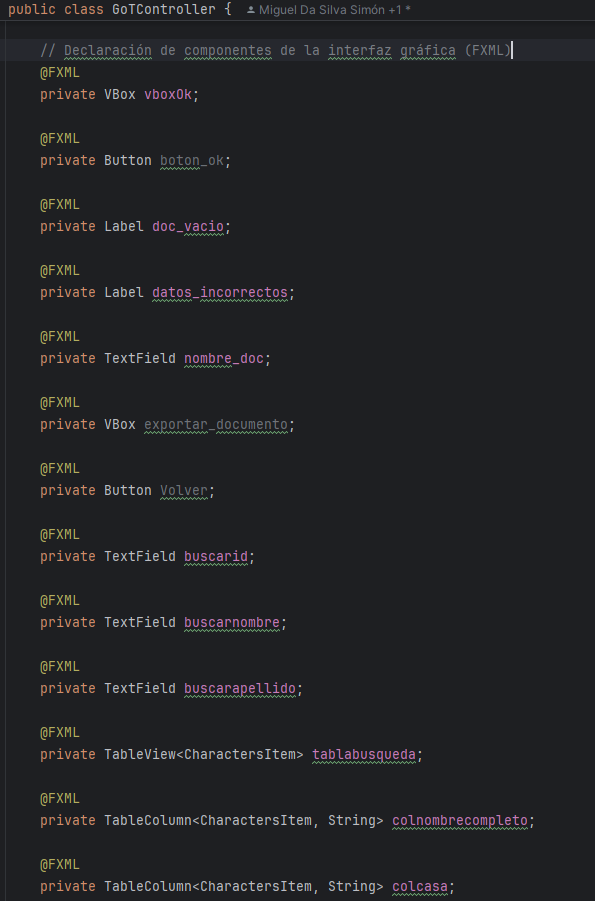 public class GoTController {  Miguel Da Silva Simón +1 *
// Declaración de componentes de la interfaz gráfica (FXML)
@FXML
private VBox vboxOk;
@FXML
private Button boton_ok;
@FXML
private Label doc_vacio;
@FXML
private Label datos_incorrectos;
@FXML
private TextField nombre_doc;
@FXML
private VBox exportar_documento;
@FXML
private Button Volver;
@FXML
private TextField buscarid;
@FXML
private TextField buscarnombre;
@FXML
private TextField buscarapellido;
@FXML
private TableView<CharactersItem> tablabusqueda;
@FXML
private TableColumn<CharactersItem, String> colnombrecompleto;
@FXML
private TableColumn<CharactersItem, String> colcasa;